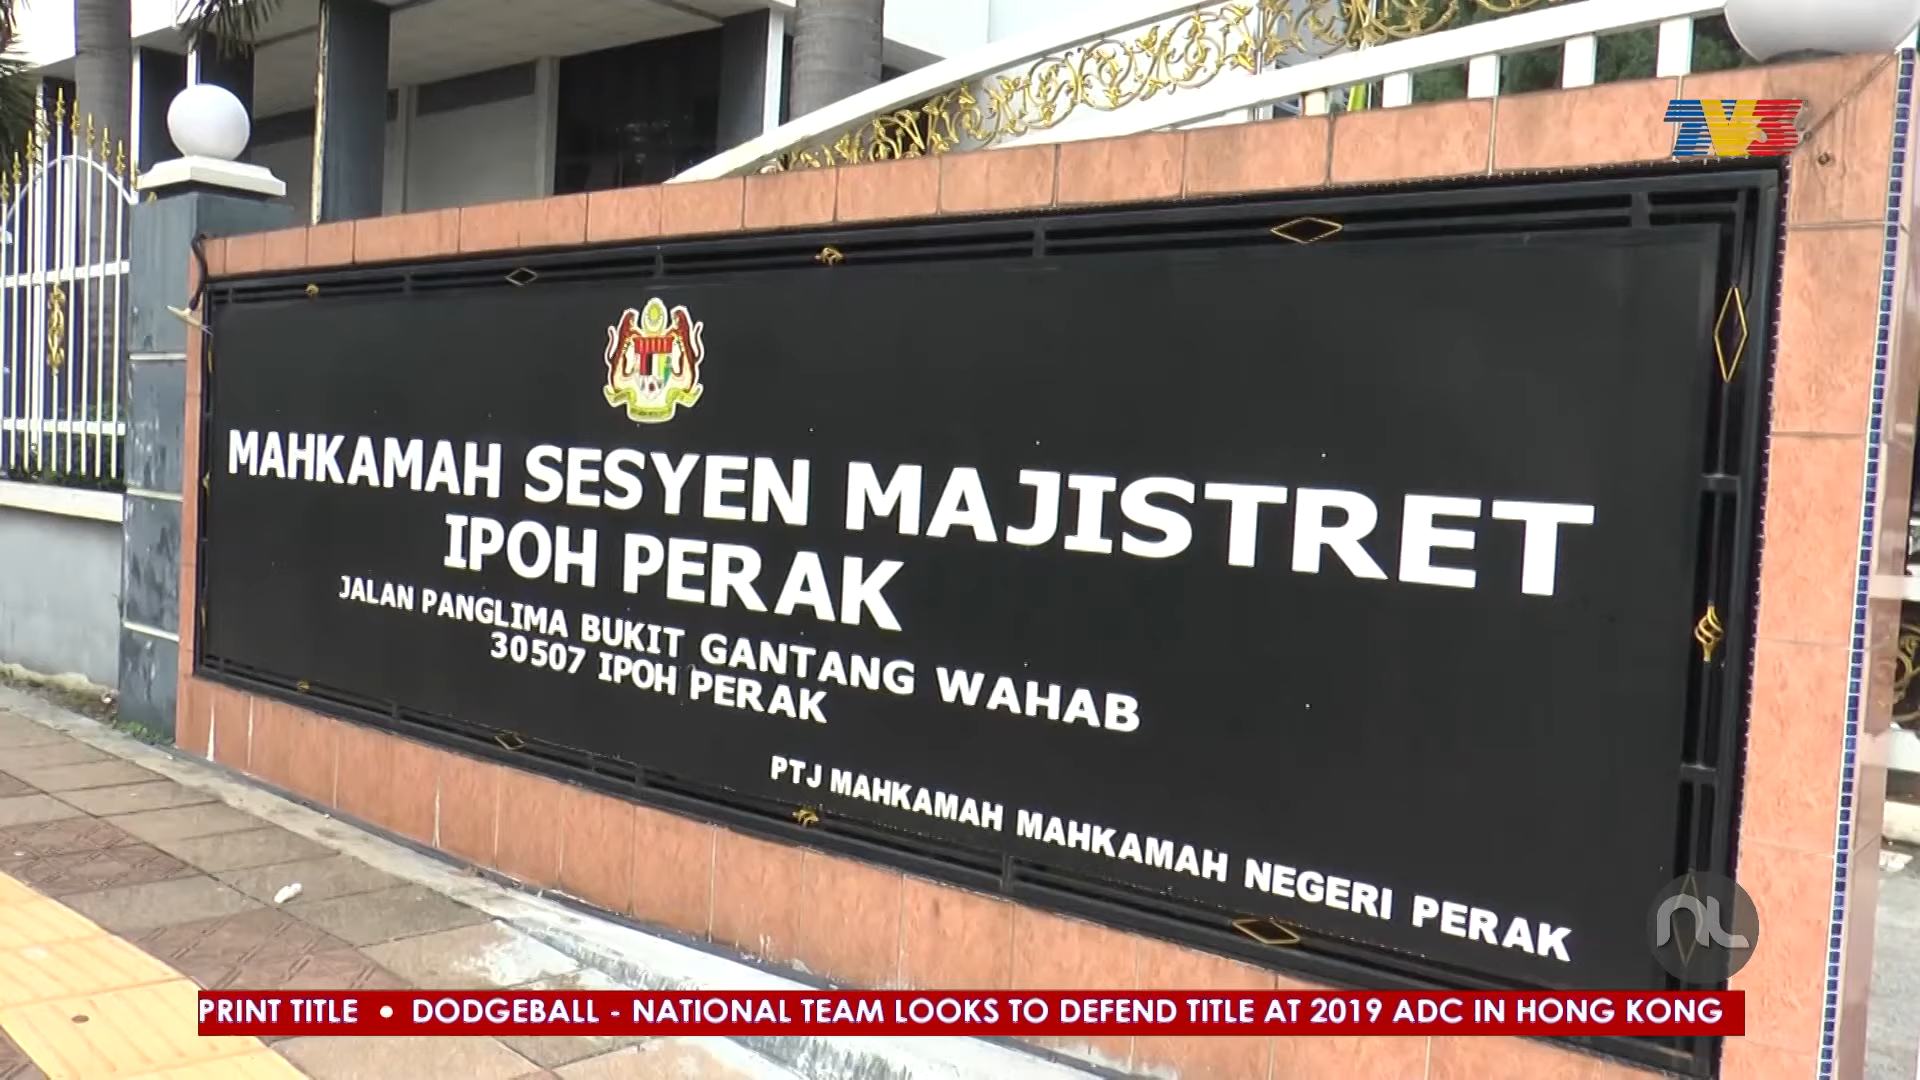 TV3
MAHKAMAH SESYEN MAJISTRET
IPOH PERAK
JALAN PANGLIMA BUKIT GANTANG WAHAB
30507 IPOH PERAK
PTJ MAHKAMAH MAHKAMAH NEGERI PERAK
PRINT TITLE • DODGEBALL - NATIONAL TEAM LOOKS TO DEFEND TITLE AT 2019 ADC IN HONG KONG